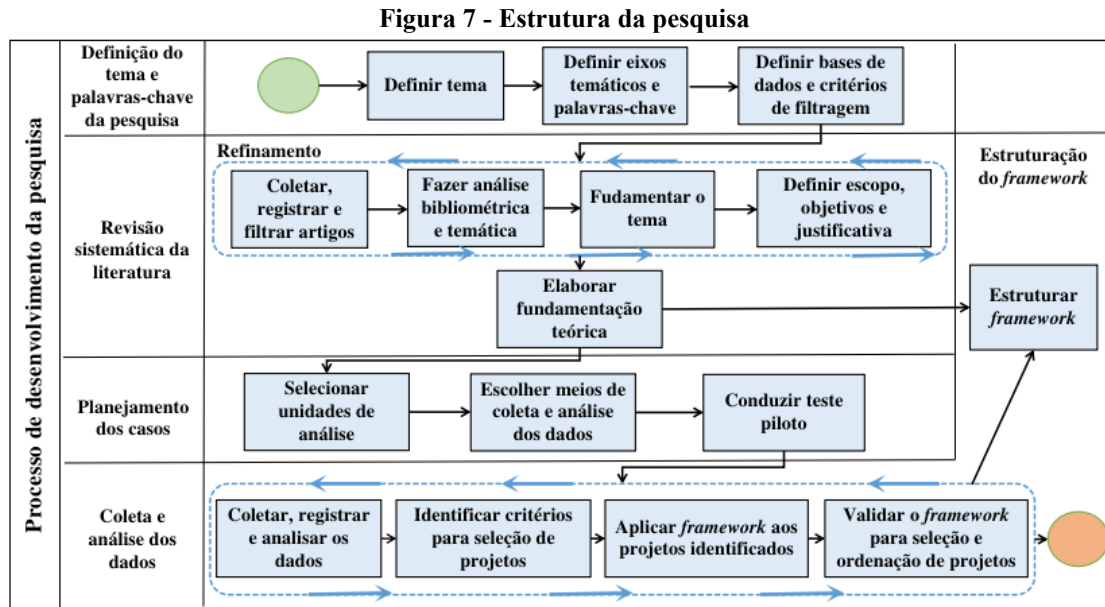 Figura 7 - Estrutura da pesquisa
Processo de desenvolvimento da pesquisa
Definição do
tema e
palavras-chave
da pesquisa
Definir tema
Definir eixos
temáticos e
palavras-chave
Definir bases de
dados e critérios
de filtragem
Revisão
sistemática da
literatura
Refinamento
Coletar,
registrar e
filtrar artigos
Fazer análise
bibliométrica
e temática
Fudamentar o
tema
Definir escopo,
objetivos e
justificativa
Elaborar
fundamentação
teórica
Estruturação
do framework
Estruturar
framework
Planejamento
dos casos
Selecionar
unidades de
análise
Escolher meios de
coleta e análise
dos dados
Conduzir teste
piloto
Coleta e
análise dos
dados
Coletar, registrar
e analisar os
dados
Identificar critérios
para seleção de
projetos
Aplicar framework aos
projetos identificados
Validar o framework
para seleção e
ordenação de projetos